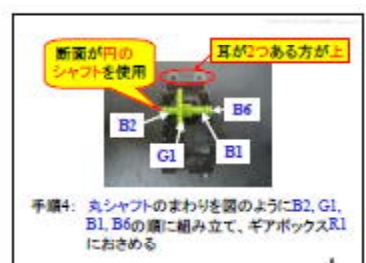 断面が円の
シャフトを使用
耳が2つある方が上
B2
B6
G1
B1
手順4: 丸シャフトのまわりを図のようにB2, G1,
B1, B6の順に組み立て、ギアボックスR1
におさめる